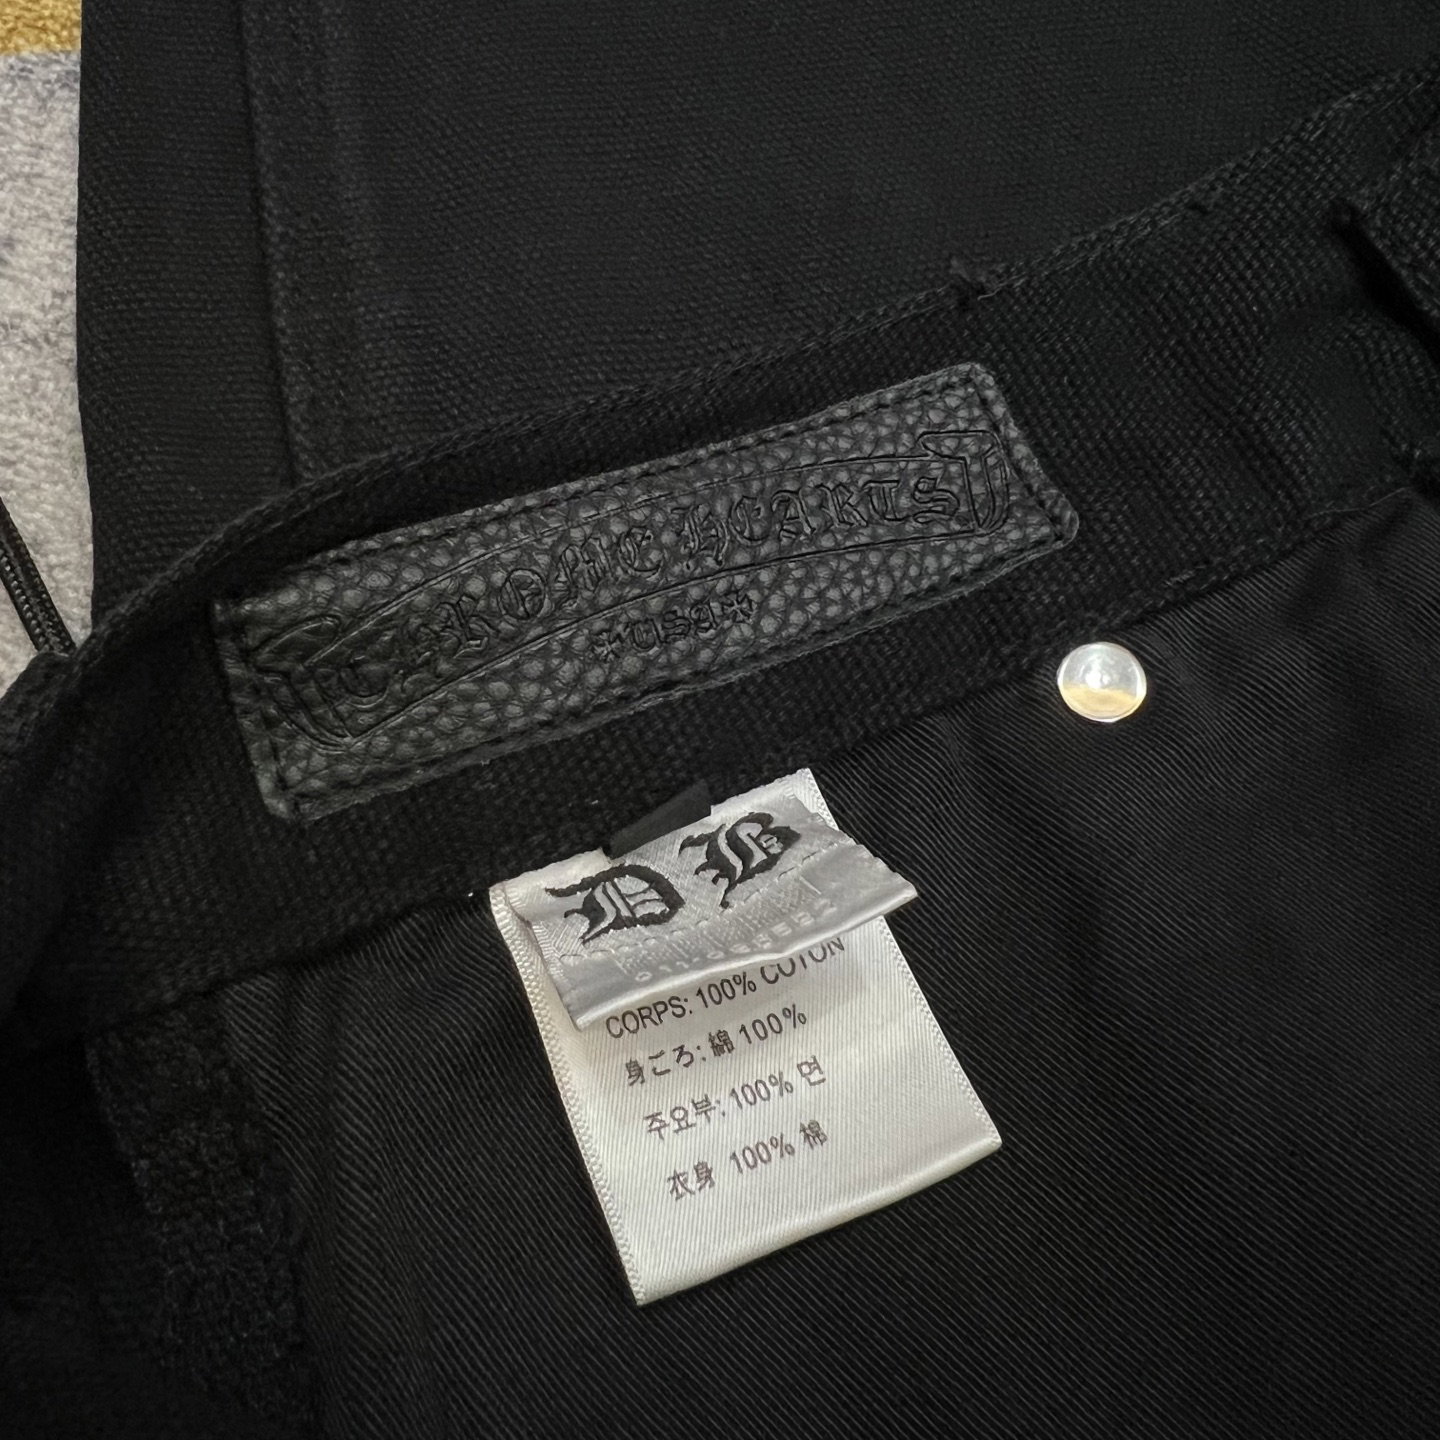 CHROME HEARTS
USA
D B
CORPS: 100% COTON
身ごろ: 綿 100%
주요부: 100% 면
衣身 100% 棉